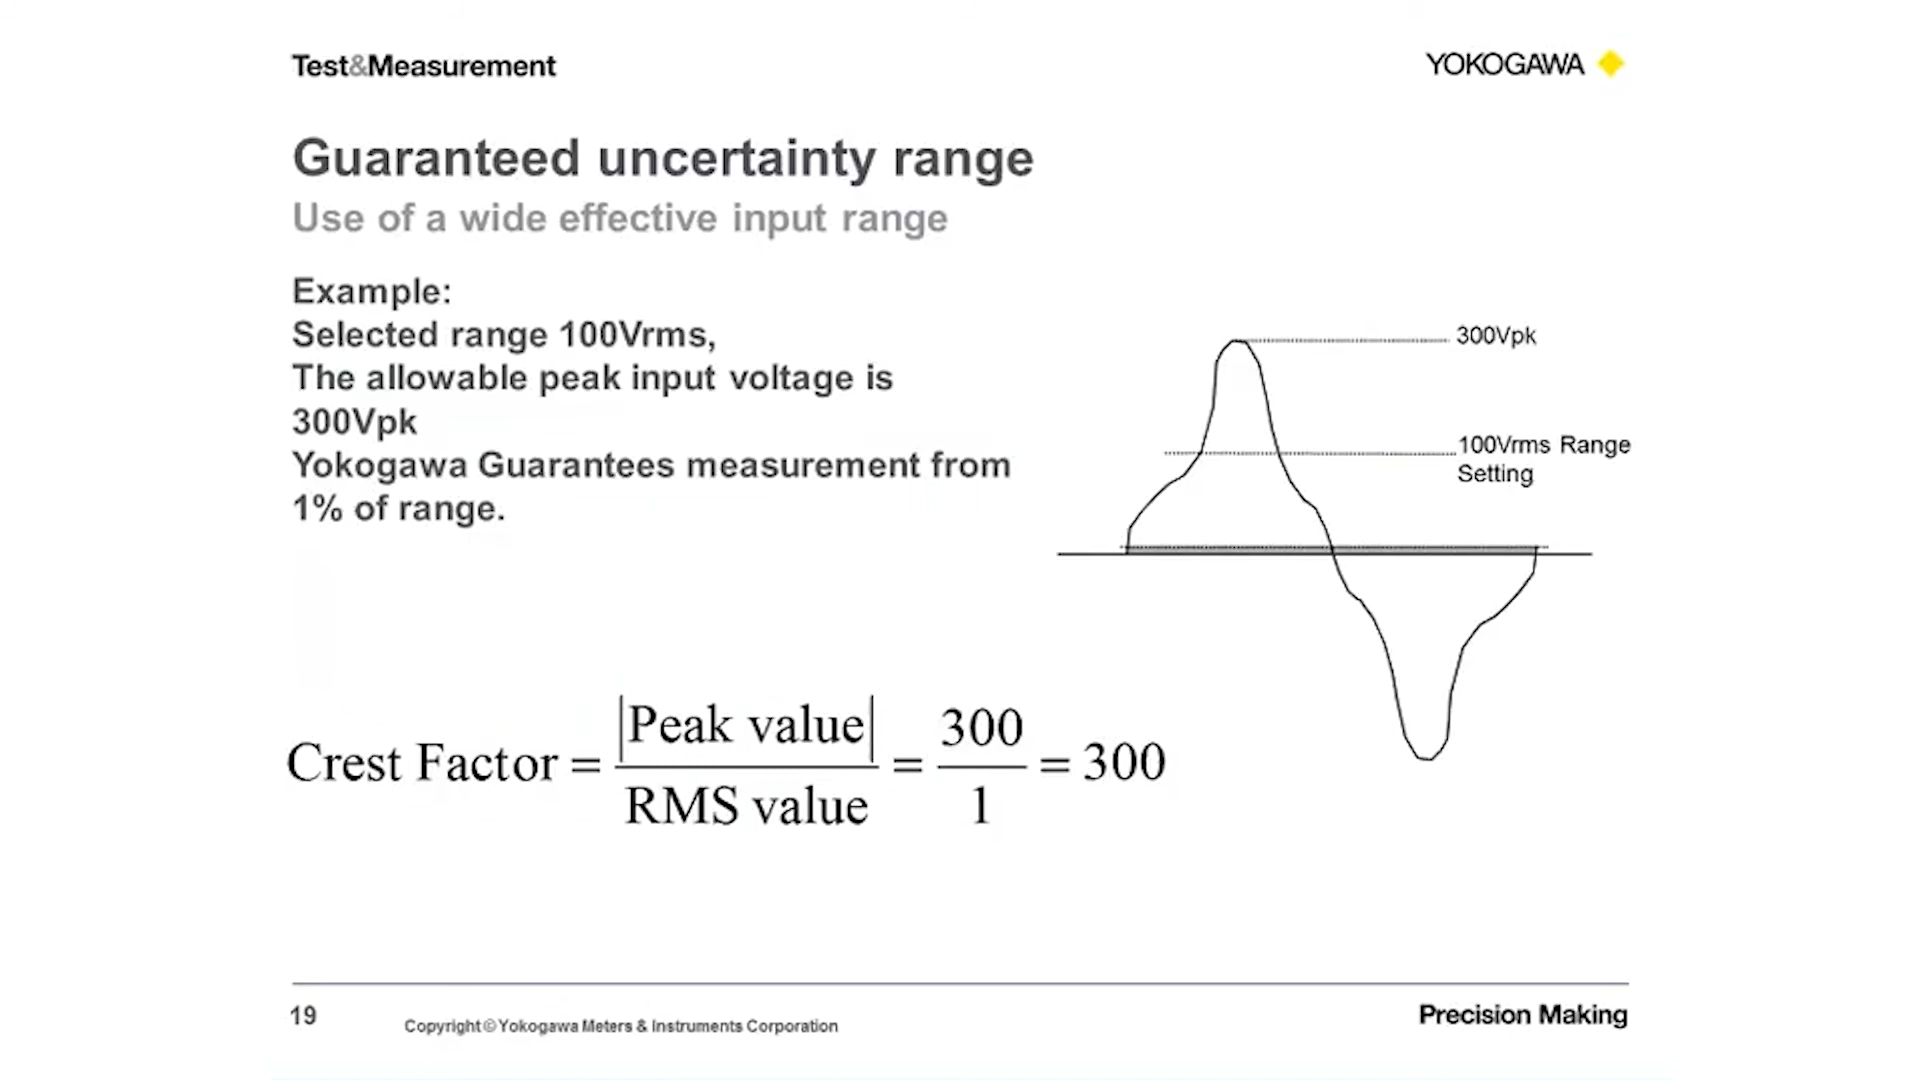 Test&Measurement
YOKOGAWA
Guaranteed uncertainty range
Use of a wide effective input range
Example:
Selected range 100Vrms,
The allowable peak input voltage is
300Vpk
Yokogawa Guarantees measurement from
1% of range.
300Vpk
100Vrms Range
Setting
Crest Factor = |Peak value| / RMS value = 300 / 1 = 300
19
Copyright © Yokogawa Meters & Instruments Corporation
Precision Making